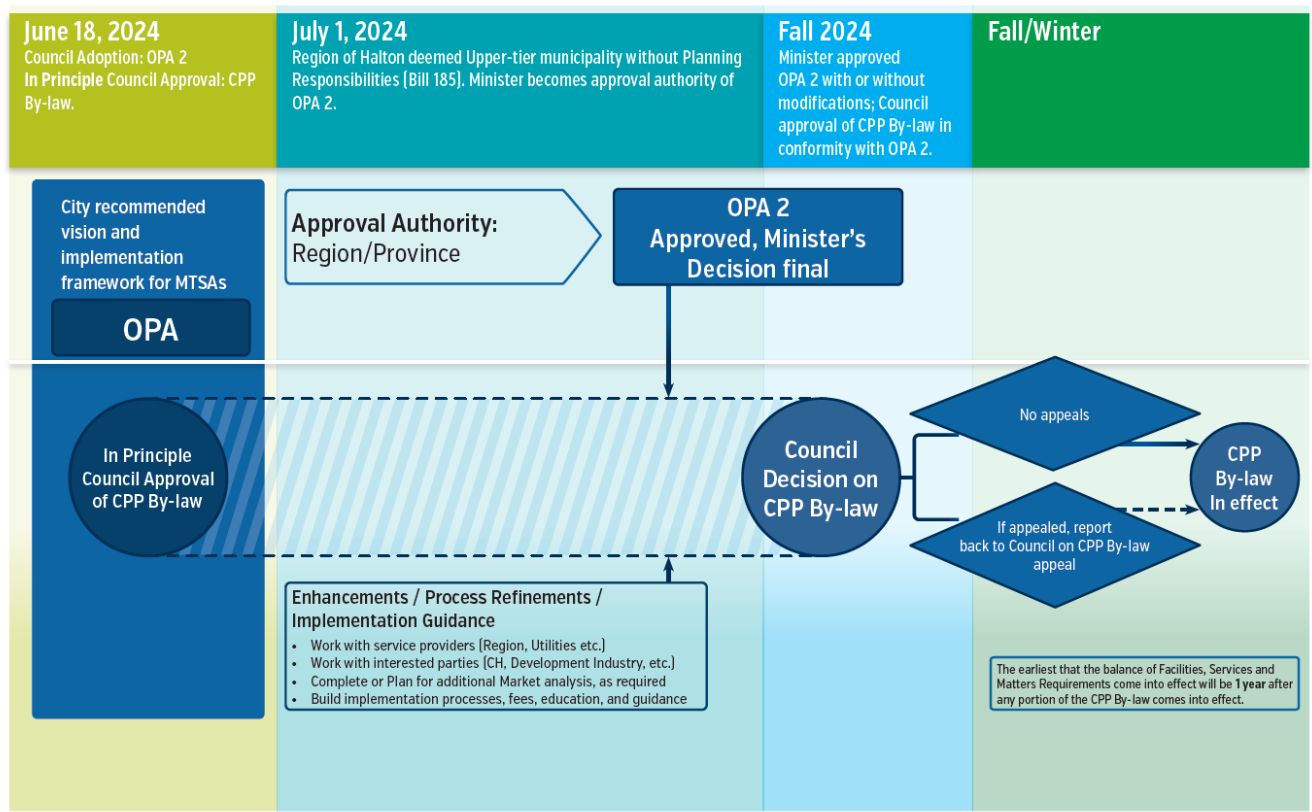 June 18, 2024
Council Adoption: OPA 2
In Principle Council Approval: CPP
By-law.
July 1, 2024
Region of Halton deemed Upper-tier municipality without Planning
Responsibilities (Bill 185). Minister becomes approval authority of
OPA 2.
Fall 2024
Minister approved
OPA 2 with or without
modifications; Council
approval of CPP By-law in
conformity with OPA 2.
Fall/Winter
City recommended
vision and
implementation
framework for MTSAs
OPA
Approval Authority:
Region/Province
OPA 2
Approved, Minister's
Decision final
In Principle
Council Approval
of CPP By-law
Council
Decision on
CPP By-law
No appeals
If appealed, report
back to Council on CPP By-law
appeal
CPP
By-law
In effect
Enhancements / Process Refinements /
Implementation Guidance
• Work with service providers (Region, Utilities etc.)
• Work with interested parties (CH, Development Industry, etc.)
• Complete or Plan for additional Market analysis, as required
• Build implementation processes, fees, education, and guidance
The earliest that the balance of Facilities, Services and
Matters Requirements come into effect will be 1 year after
any portion of the CPP By-law comes into effect.